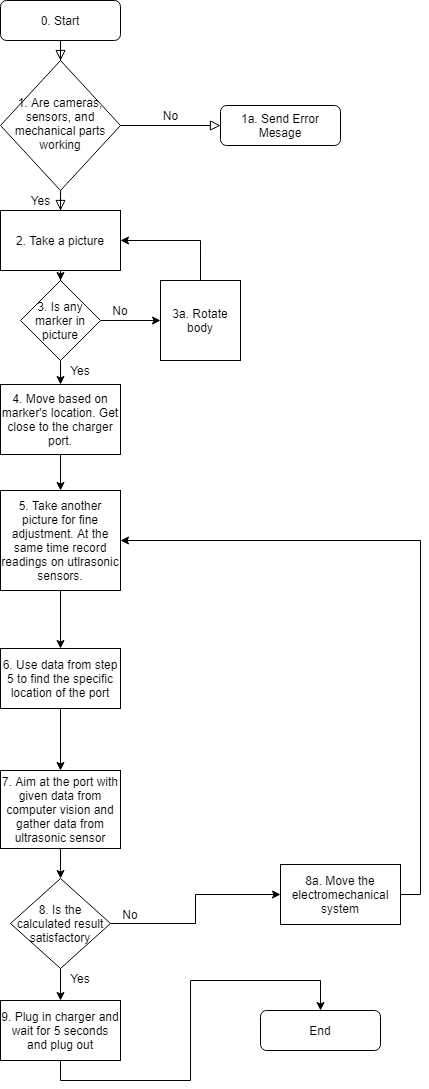 0. Start
1. Are cameras,
sensors, and
mechanical parts
working
No
1a. Send Error
Mesage
Yes
2. Take a picture
3. Is any
marker in
picture
No
3a. Rotate
body
Yes
4. Move based on
marker's location. Get
close to the charger
port.
5. Take another
picture for fine
adjustment. At the
same time record
readings on utlrasonic
sensors.
6. Use data from step
5 to find the specific
location of the port
7. Aim at the port with
given data from
computer vision and
gather data from
ultrasonic sensor
8. Is the
calculated result
satisfactory
No
8a. Move the
electromechanical
system
Yes
9. Plug in charger and
wait for 5 seconds
and plug out
End